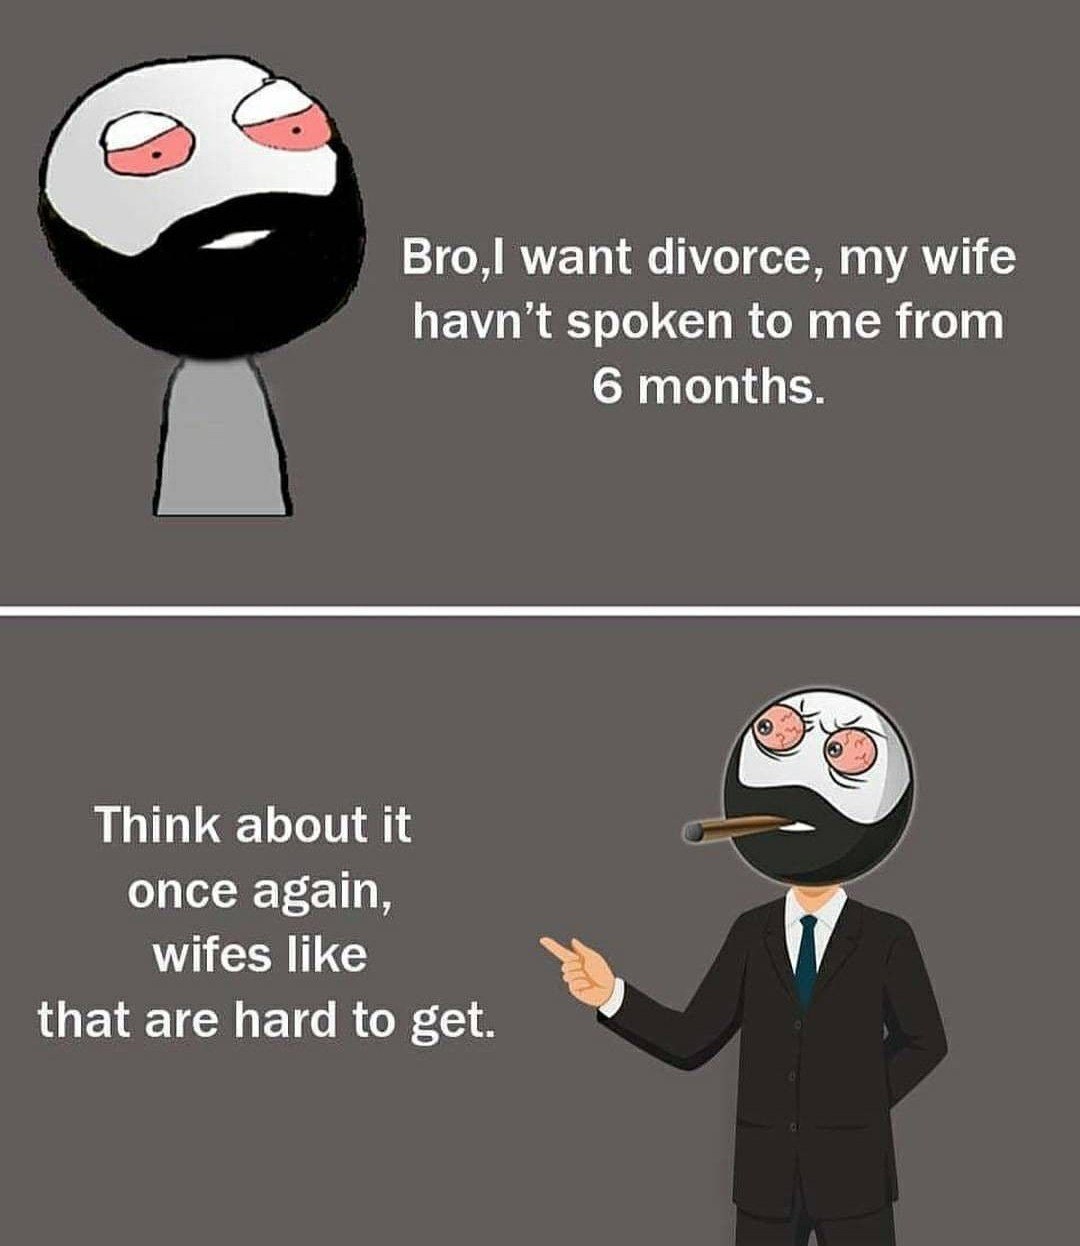 Bro,I want divorce, my wife
havn't spoken to me from
6 months.
Think about it
once again,
wifes like
that are hard to get.